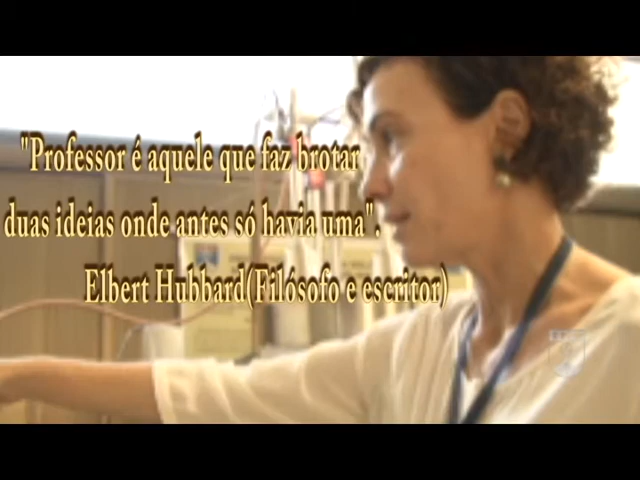 "Professor é aquele que faz brotar
duas ideias onde antes só havia uma".
Elbert Hubbard(Filósofo e escritor)